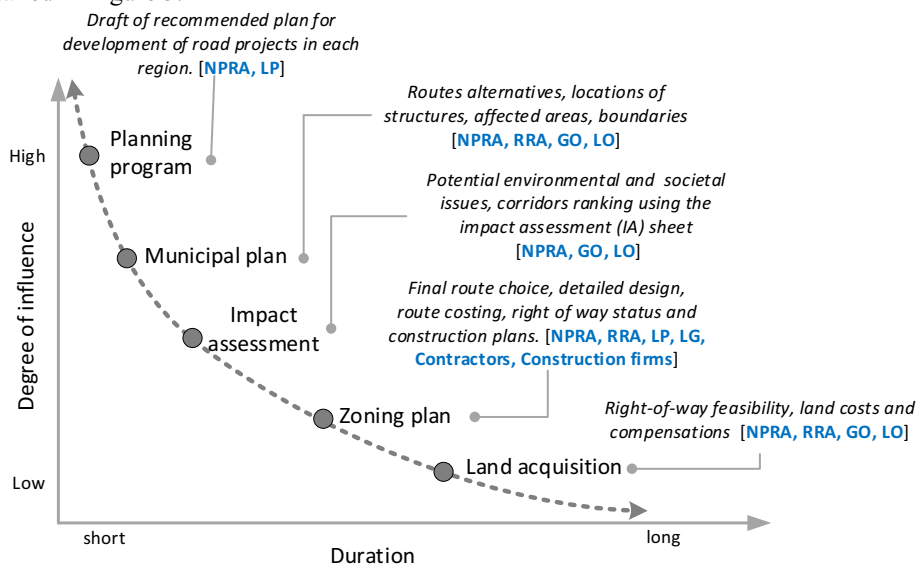 Draft of recommended plan for
development of road projects in each
region. [NPRA, LP]
Routes alternatives, locations of
structures, affected areas, boundaries
[NPRA, RRA, GO, LO]
High
Planning
program
Potential environmental and societal
issues, corridors ranking using the
impact assessment (IA) sheet
[NPRA, GO, LO]
Municipal plan
Degree of influence
Final route choice, detailed design,
route costing, right of way status and
construction plans. [NPRA, RRA, LP, LG,
Contractors, Construction firms]
Impact
assessment
Zoning plan
Right-of-way feasibility, land costs and
compensations [NPRA, RRA, GO, LO]
Land acquisition
Low
short
long
Duration